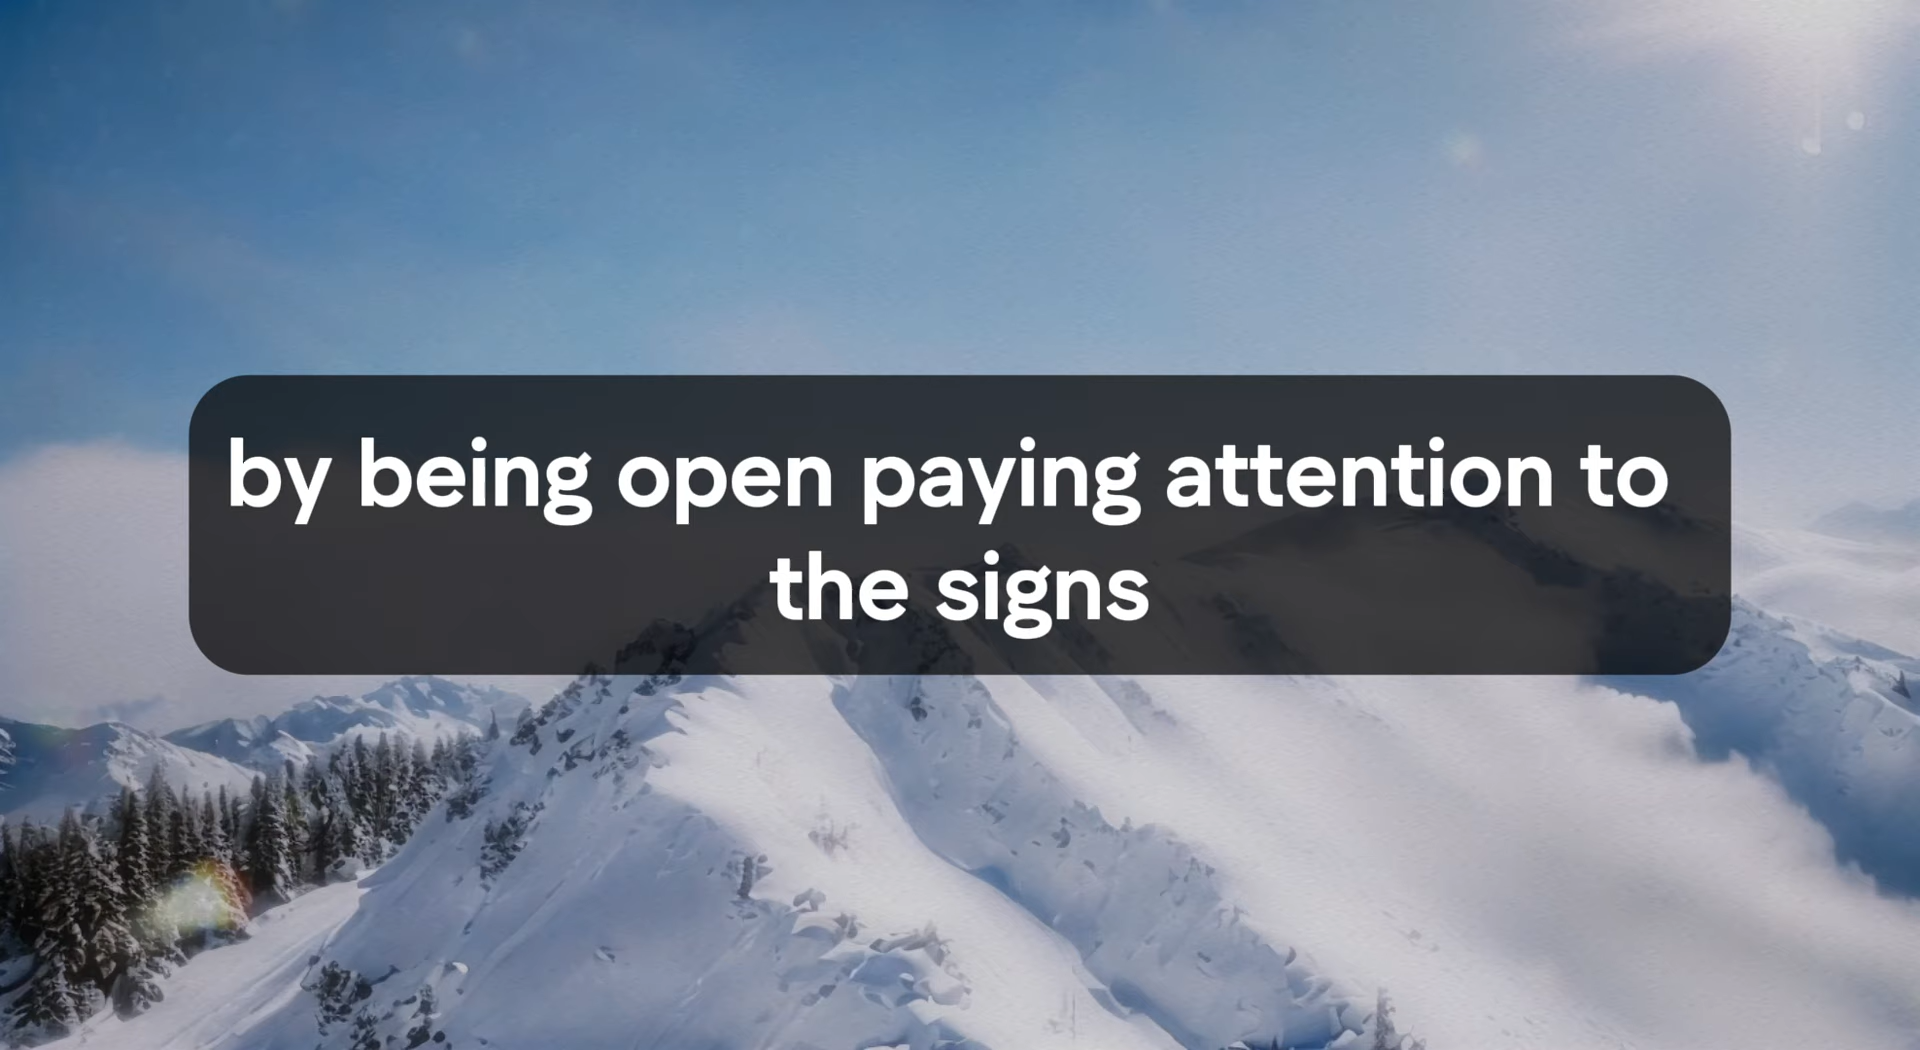 by being open paying attention to
the signs